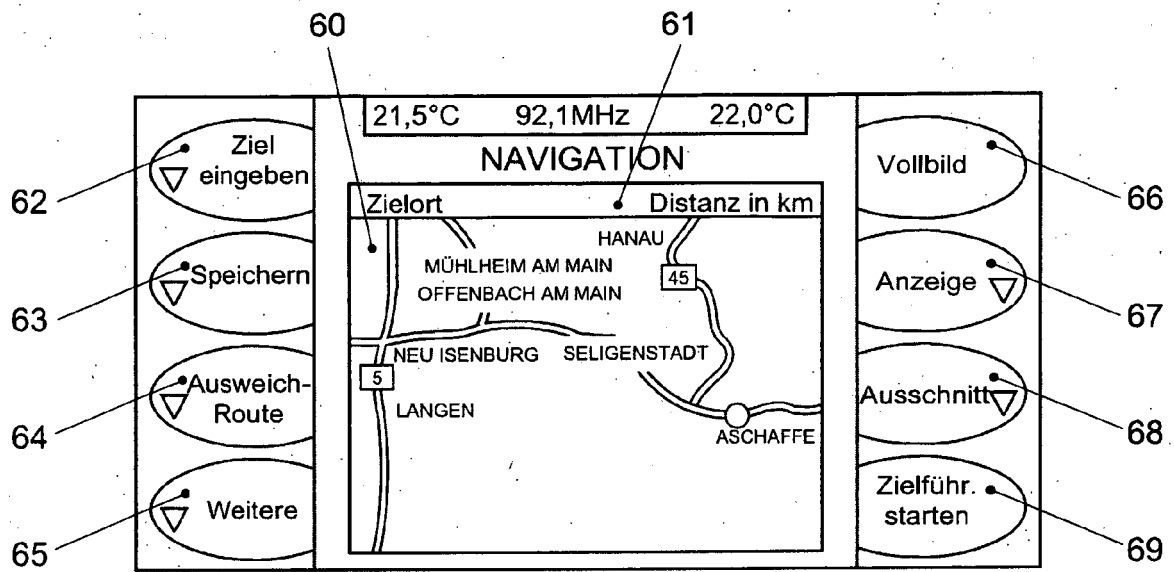 60 61
21,5°C 92,1MHz 22,0°C
NAVIGATION
Zielort Distanz in km
62
Ziel
eingeben
63
Speichern
64
Ausweich-
Route
65
Weitere
HANAU
45
MÜHLHEIM AM MAIN
OFFENBACH AM MAIN
NEU ISENBURG SELIGENSTADT
5
LANGEN
ASCHAFFE
Vollbild
66
Anzeige
67
Ausschnitt
68
Zielführ.
starten
69